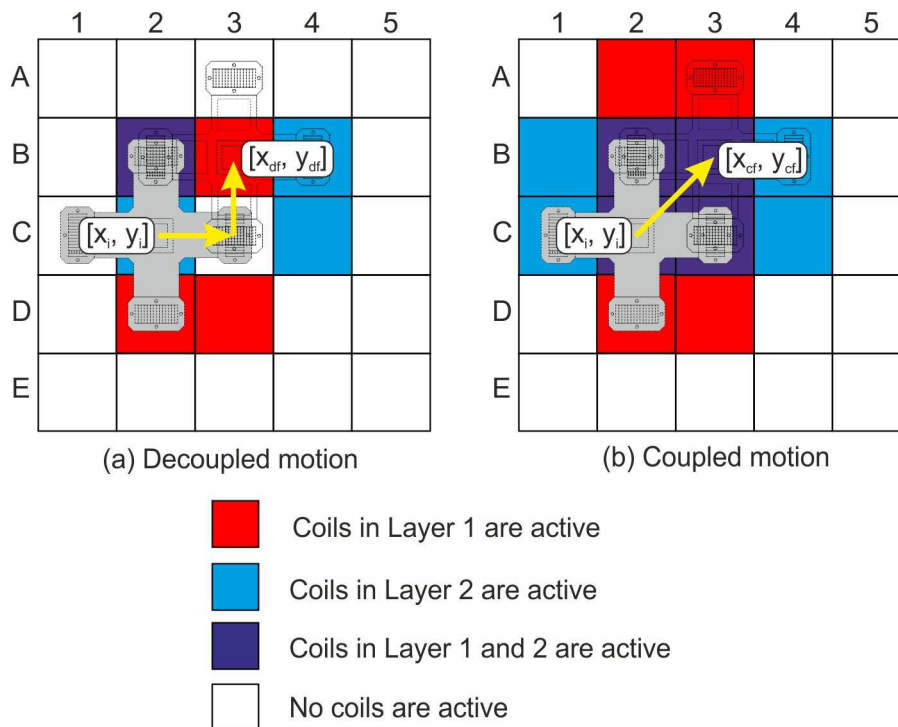 1 2 3 4 5
1 2 3 4 5
A
B
C
D
E
[xdf, ydf]
[xi, yi]
A
B
C
D
E
[xcf, ycf]
[xi, yi]
(a) Decoupled motion
(b) Coupled motion
Coils in Layer 1 are active
Coils in Layer 2 are active
Coils in Layer 1 and 2 are active
No coils are active